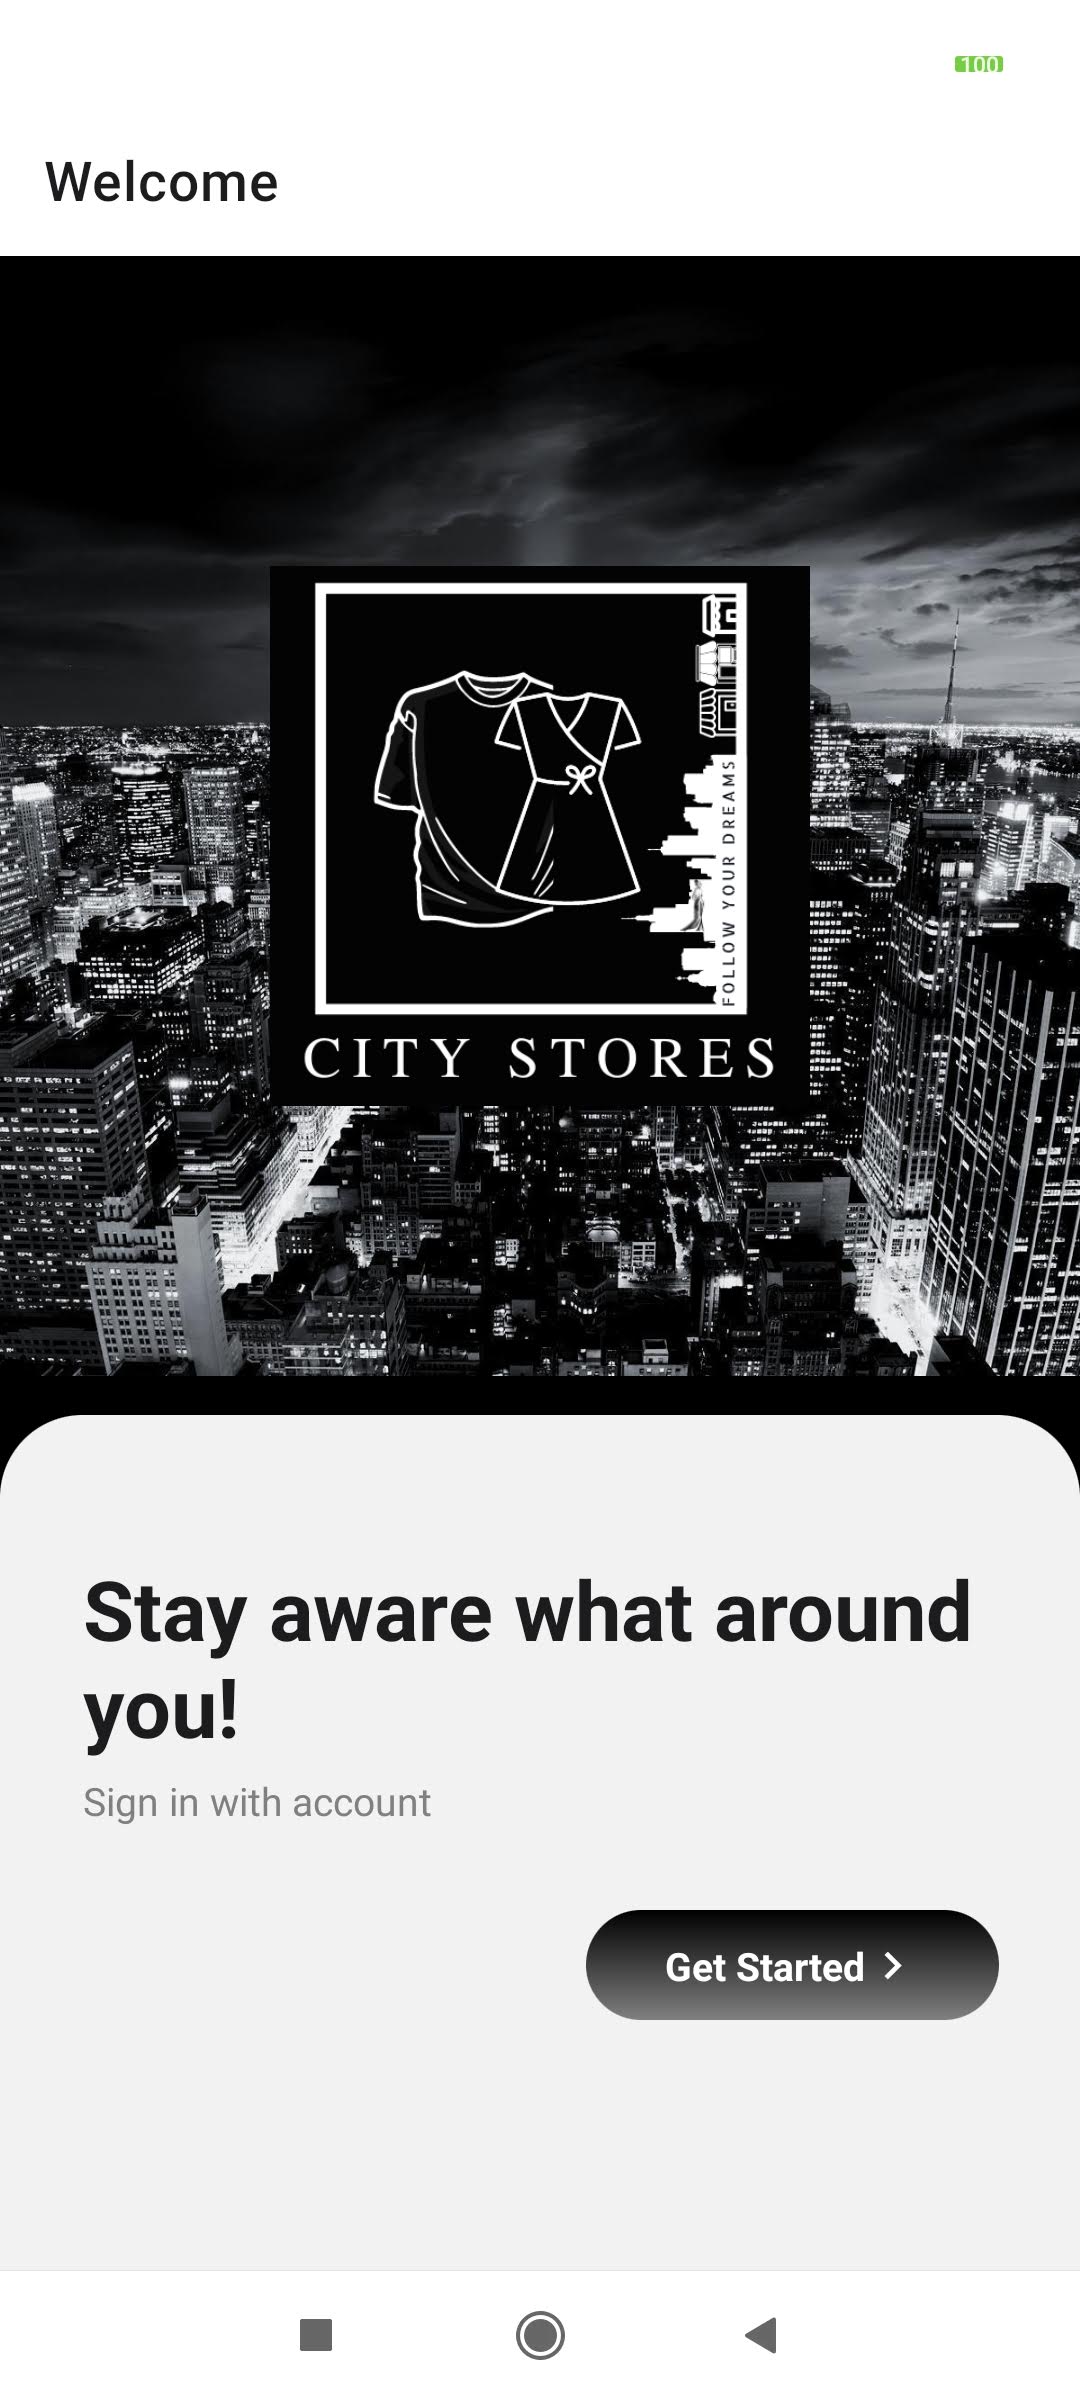 100
Welcome
FOLLOW YOUR DREAMS
CITY STORES
Stay aware what around
you!
Sign in with account
Get Started